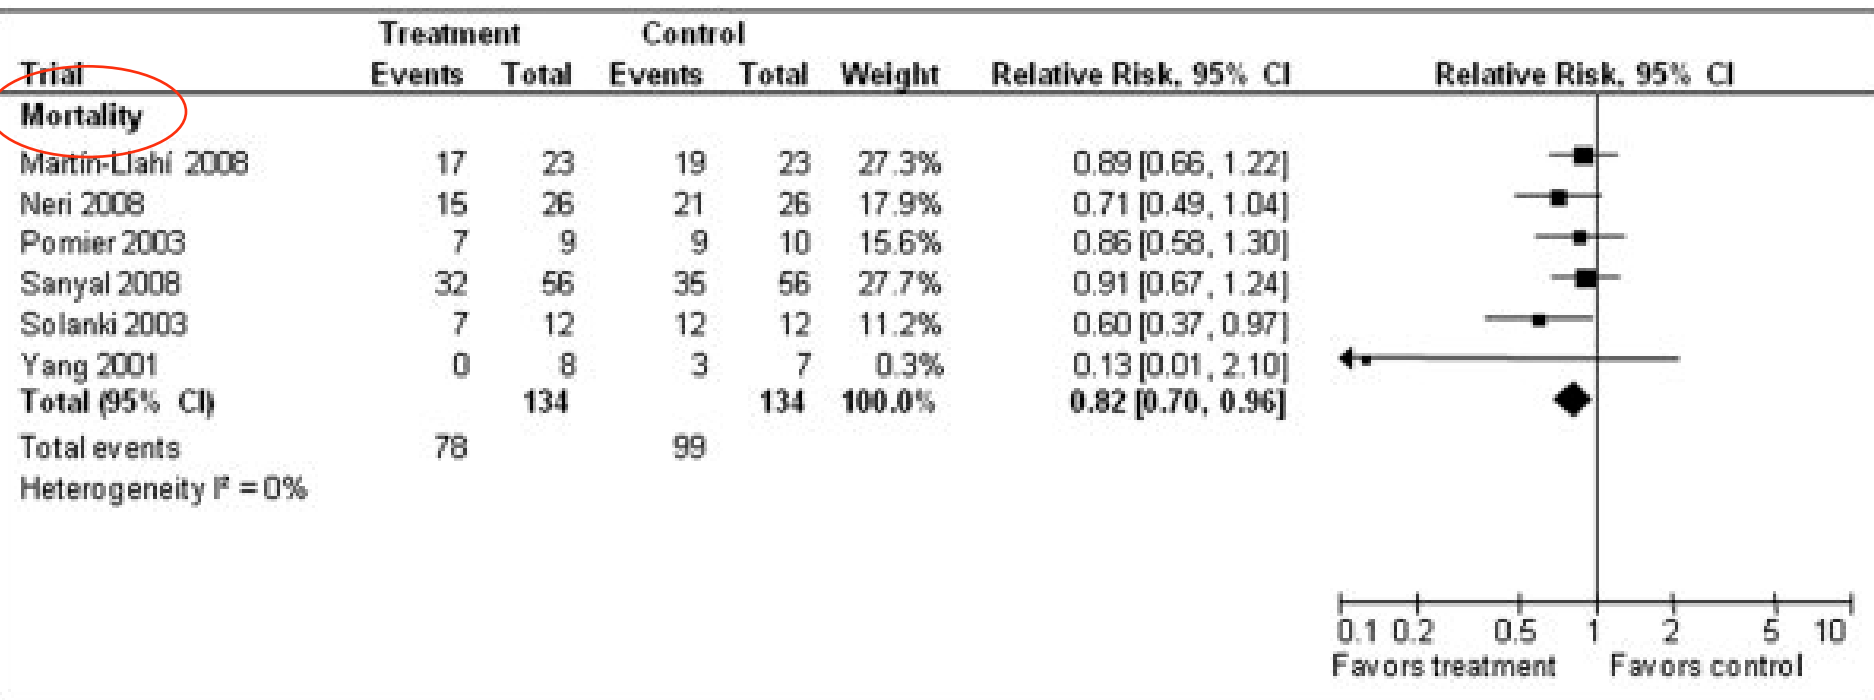 Treatment Control
Trial Events Total Events Total Weight Relative Risk, 95% CI Relative Risk, 95% CI
Mortality
Martín-Llahí 2008 17 23 19 23 27.3% 0.89 [0.66, 1.22]
Neri 2008 15 26 21 26 17.9% 0.71 [0.49, 1.04]
Pomier 2003 7 9 9 10 15.6% 0.86 [0.58, 1.30]
Sanyal 2008 32 56 35 56 27.7% 0.91 [0.67, 1.24]
Solanki 2003 7 12 12 12 11.2% 0.60 [0.37, 0.97]
Yang 2001 0 8 3 7 0.3% 0.13 [0.01, 2.10]
Total (95% CI) 134 134 100.0% 0.82 [0.70, 0.96]
Total events 78 99
Heterogeneity I² = 0%
0.1 0.2 0.5 1 2 5 10
Favors treatment Favors control